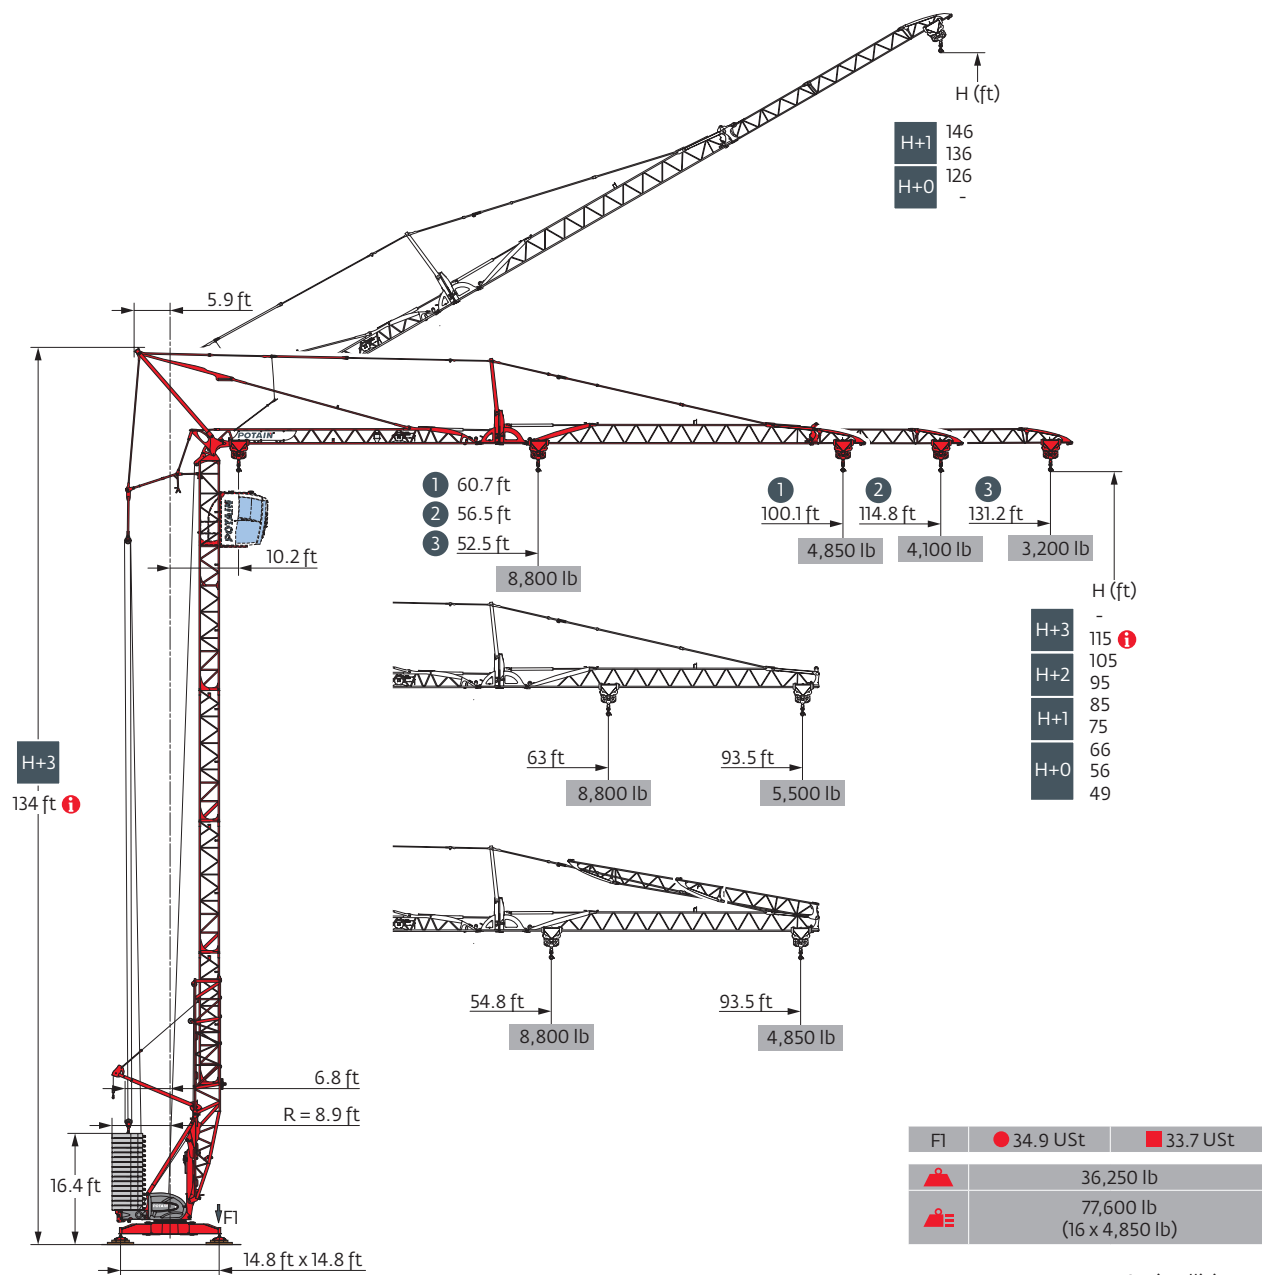 H (ft)
H+1 146
136
H+0 126
-
5.9 ft
POTAIN
POTAIN
1 60.7 ft
2 56.5 ft
3 52.5 ft
8,800 lb
1 100.1 ft
4,850 lb
2 114.8 ft
4,100 lb
3 131.2 ft
3,200 lb
10.2 ft
H (ft)
-
H+3 115 i
H+2 105
95
H+1 85
75
H+0 66
56
49
63 ft
8,800 lb
93.5 ft
5,500 lb
H+3
134 ft i
54.8 ft
8,800 lb
93.5 ft
4,850 lb
6.8 ft
R = 8.9 ft
16.4 ft
F1
14.8 ft x 14.8 ft
F1 34.9 USt 33.7 USt
36,250 lb
77,600 lb
(16 x 4,850 lb)